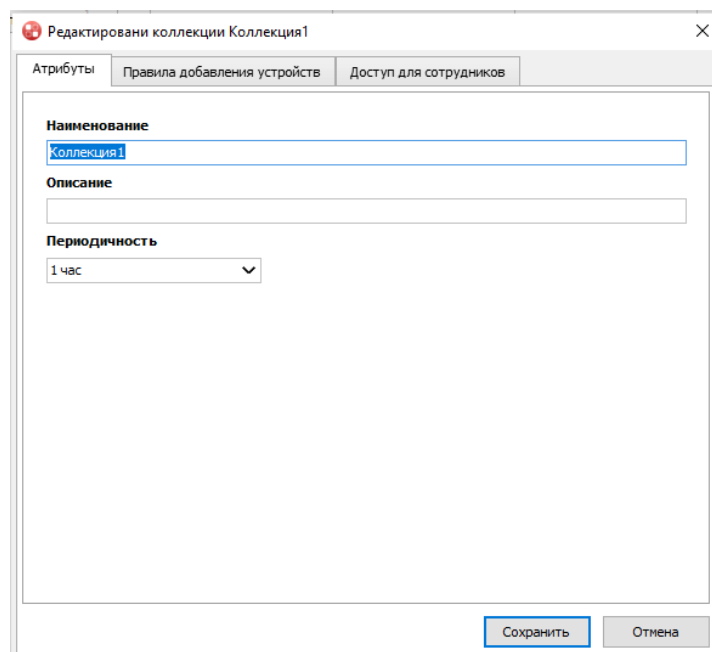 Редактировани коллекции Коллекция1
Атрибуты
Правила добавления устройств
Доступ для сотрудников
Наименование
Коллекция1
Описание
Периодичность
1 час
Сохранить
Отмена